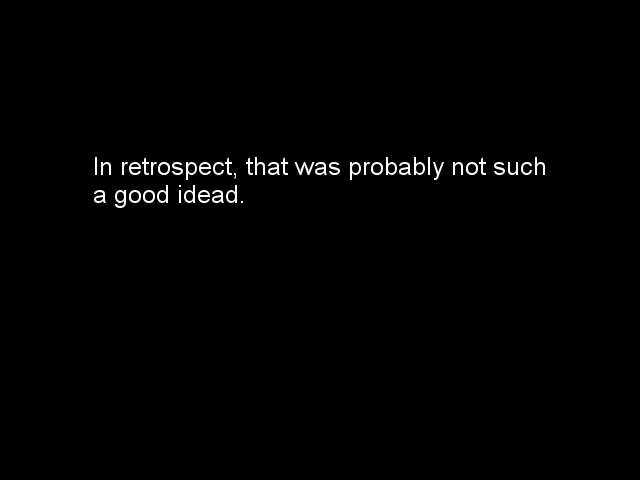 In retrospect, that was probably not such
a good idead.